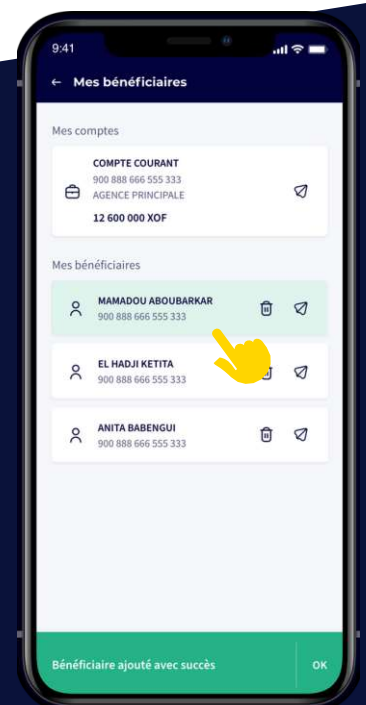 9:41
← Mes bénéficiaires
Mes comptes
COMPTE COURANT
900 888 666 555 333
AGENCE PRINCIPALE
12 600 000 XOF
Mes bénéficiaires
MAMADOU ABOUBARKAR
900 888 666 555 333
EL HADJI KETITA
900 888 666 555 333
ANITA BABENGUI
900 888 666 555 333
Bénéficiaire ajouté avec succès OK